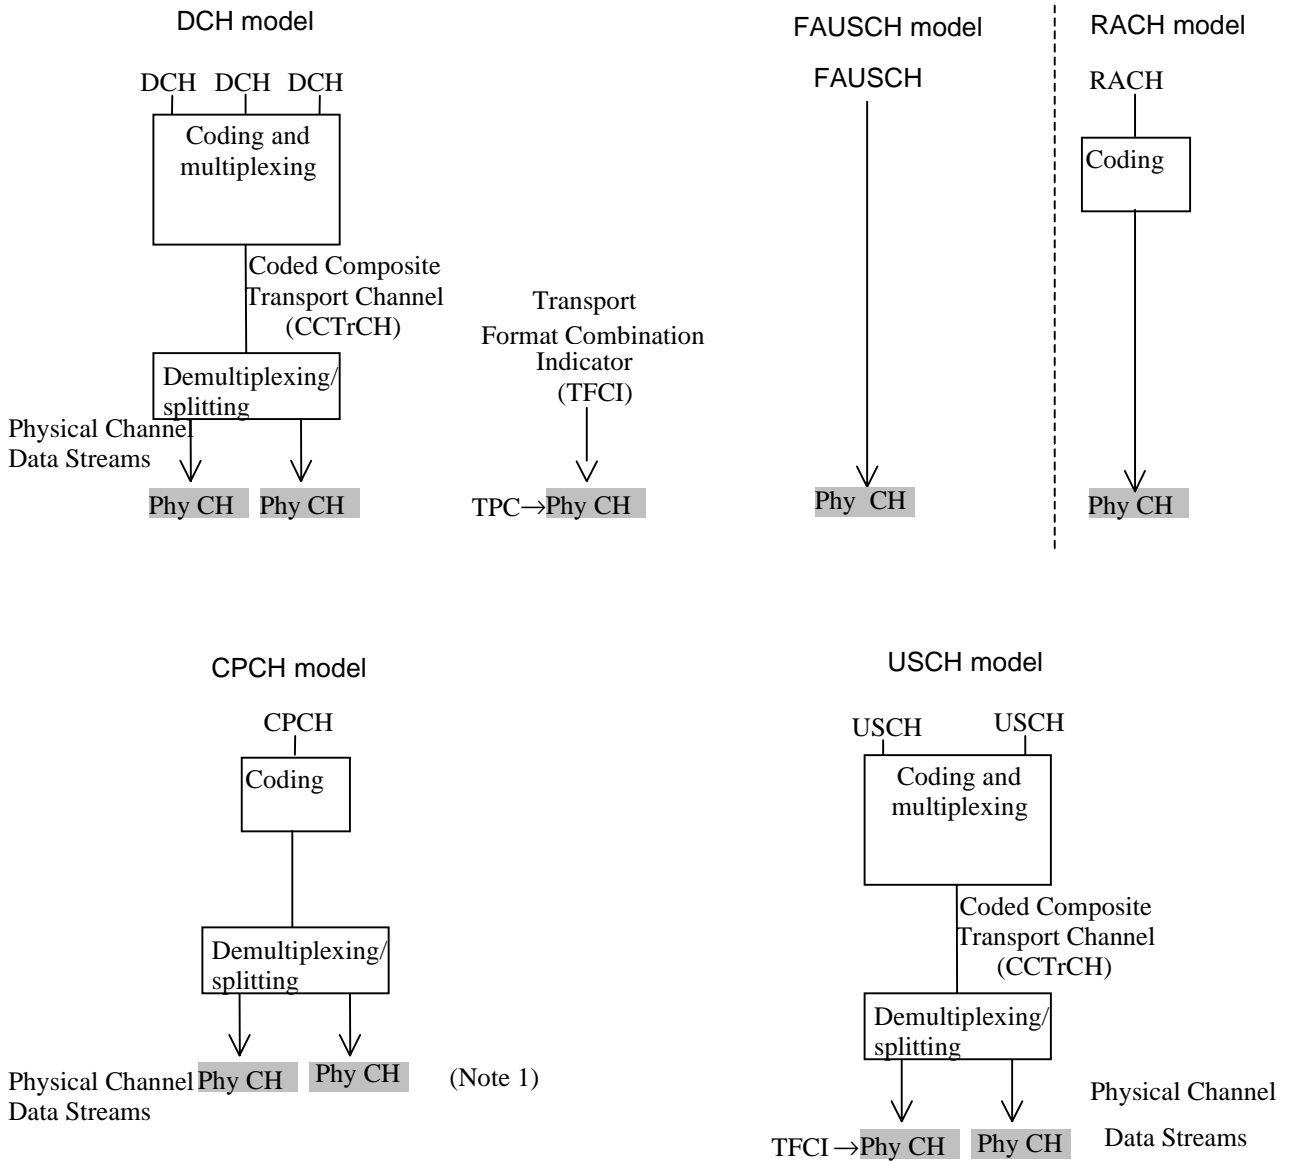 DCH model
DCH DCH DCH
Coding and
multiplexing
Coded Composite
Transport Channel
(CCTrCH)
Demultiplexing/
splitting
Physical Channel
Data Streams
Phy CH
Phy CH
Transport
Format Combination
Indicator
(TFCI)
TPC→Phy CH
FAUSCH model
FAUSCH
Phy CH
RACH model
RACH
Coding
Phy CH
CPCH model
CPCH
Coding
Demultiplexing/
splitting
Physical Channel
Data Streams
Phy CH
Phy CH
(Note 1)
USCH model
USCH USCH
Coding and
multiplexing
Coded Composite
Transport Channel
(CCTrCH)
Demultiplexing/
splitting
TFCI→Phy CH
Phy CH
Physical Channel
Data Streams